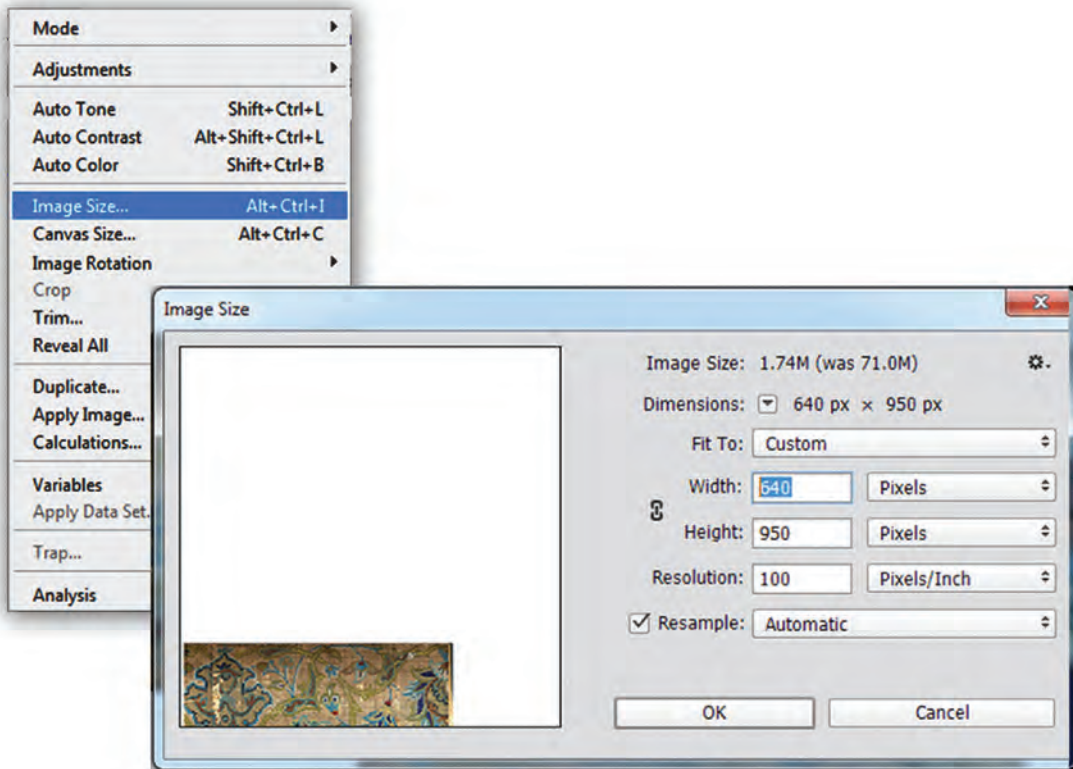 Mode
Adjustments
Auto Tone Shift+Ctrl+L
Auto Contrast Alt+Shift+Ctrl+L
Auto Color Shift+Ctrl+B
Image Size... Alt+Ctrl+I
Canvas Size... Alt+Ctrl+C
Image Rotation
Crop
Trim...
Reveal All
Duplicate...
Apply Image...
Calculations...
Variables
Apply Data Set.
Trap...
Analysis
Image Size
Image Size: 1.74M (was 71.0M)
Dimensions: 640 px × 950 px
Fit To: Custom
Width: 640 Pixels
Height: 950 Pixels
Resolution: 100 Pixels/Inch
Resample: Automatic
OK Cancel